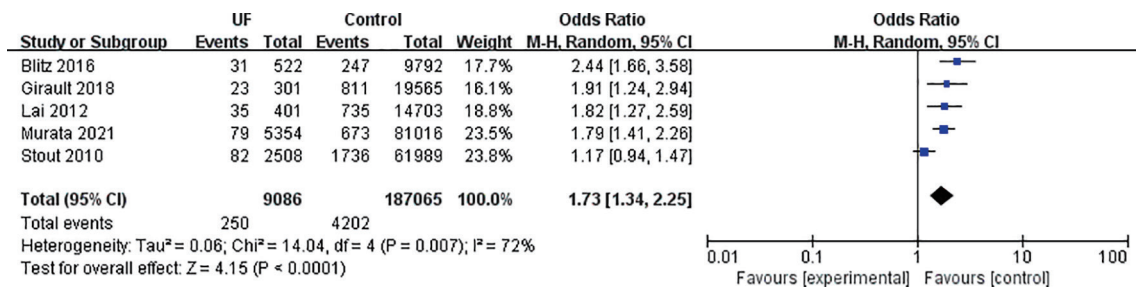 UF Control Odds Ratio Odds Ratio
Study or Subgroup Events Total Events Total Weight M-H, Random, 95% CI M-H, Random, 95% CI
Blitz 2016 31 522 247 9792 17.7% 2.44 [1.66, 3.58]
Girault 2018 23 301 811 19565 16.1% 1.91 [1.24, 2.94]
Lai 2012 35 401 735 14703 18.8% 1.82 [1.27, 2.59]
Murata 2021 79 5354 673 81016 23.5% 1.79 [1.41, 2.26]
Stout 2010 82 2508 1736 61989 23.8% 1.17 [0.94, 1.47]
Total (95% CI) 9086 187065 100.0% 1.73 [1.34, 2.25]
Total events 250 4202
Heterogeneity: Tau² = 0.06; Chi² = 14.04, df = 4 (P = 0.007); I² = 72%
Test for overall effect: Z = 4.15 (P < 0.0001)
0.01 0.1 1 10 100
Favours [experimental] Favours [control]